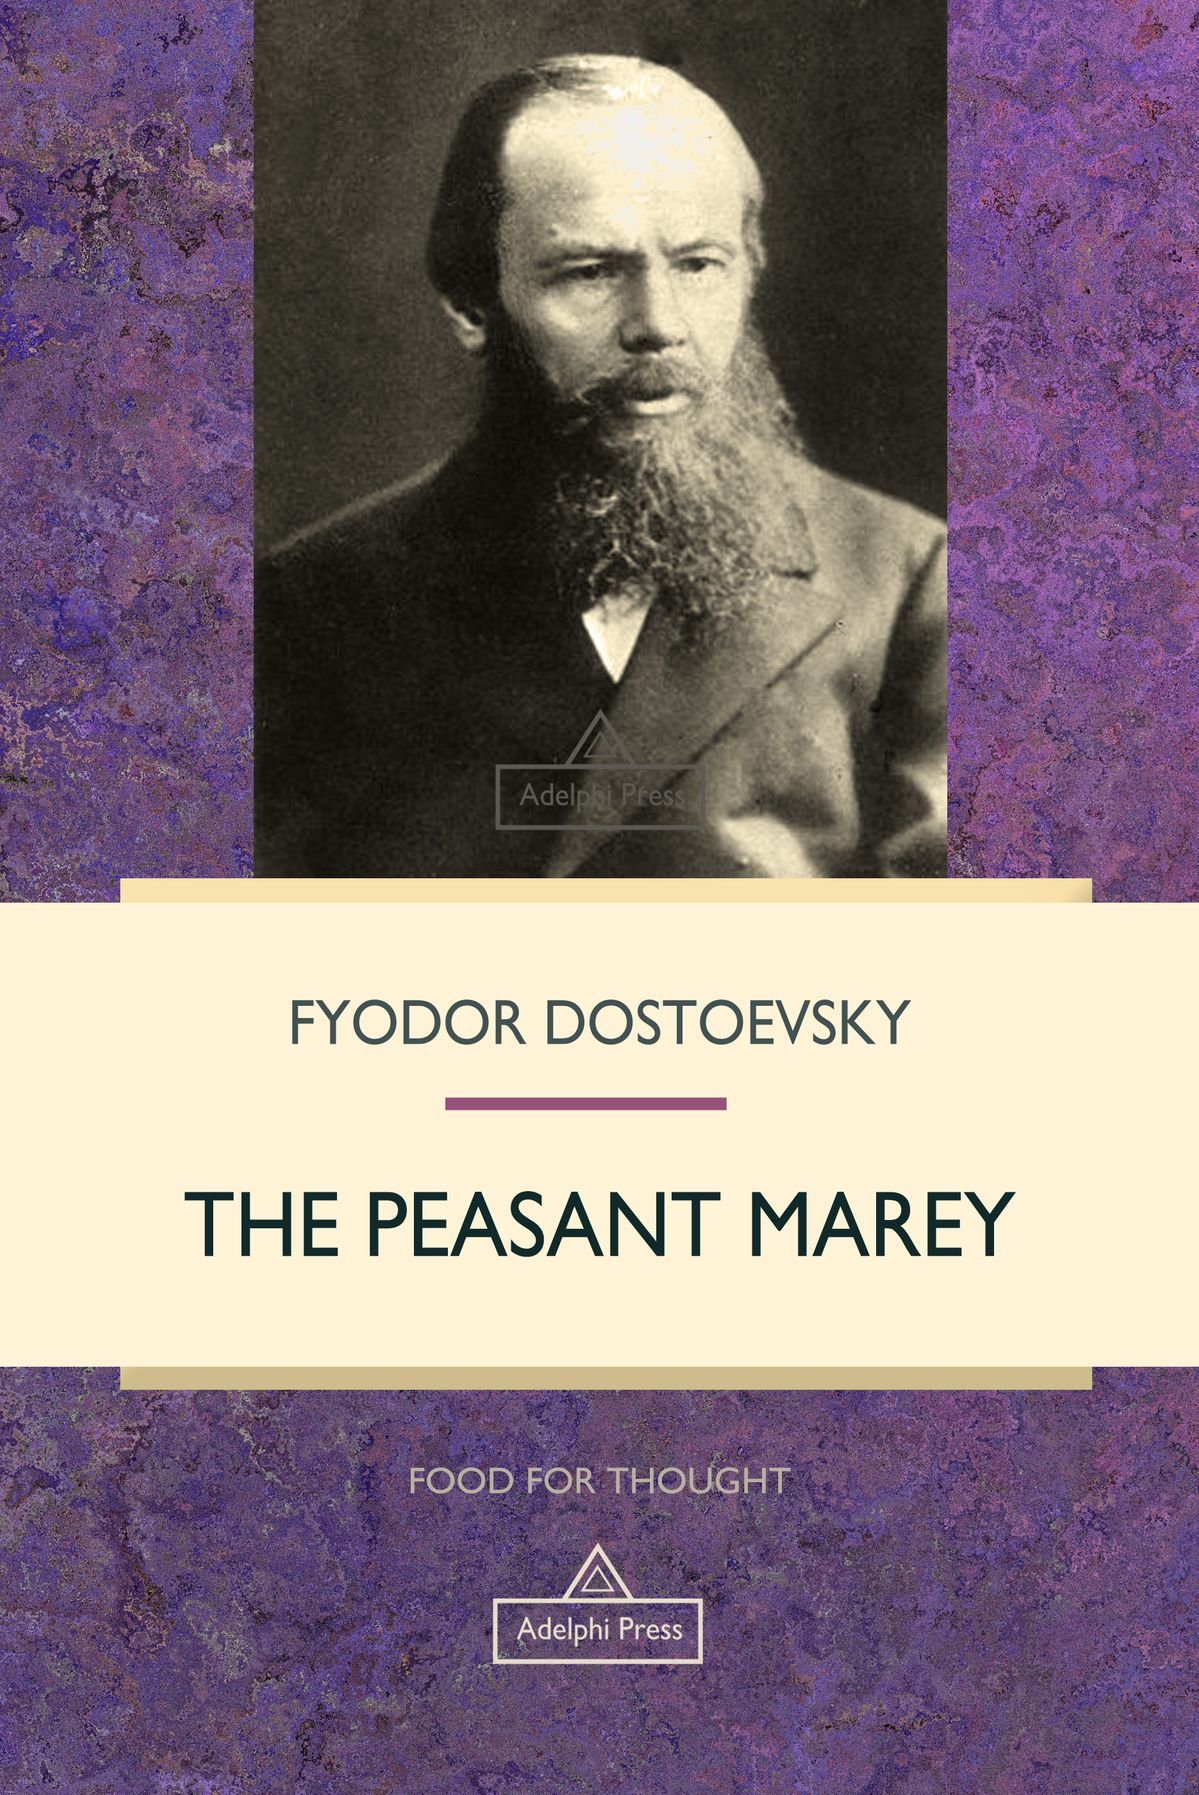 Adelphi Press
FYODOR DOSTOEVSKY
THE PEASANT MAREY
FOOD FOR THOUGHT
Adelphi Press